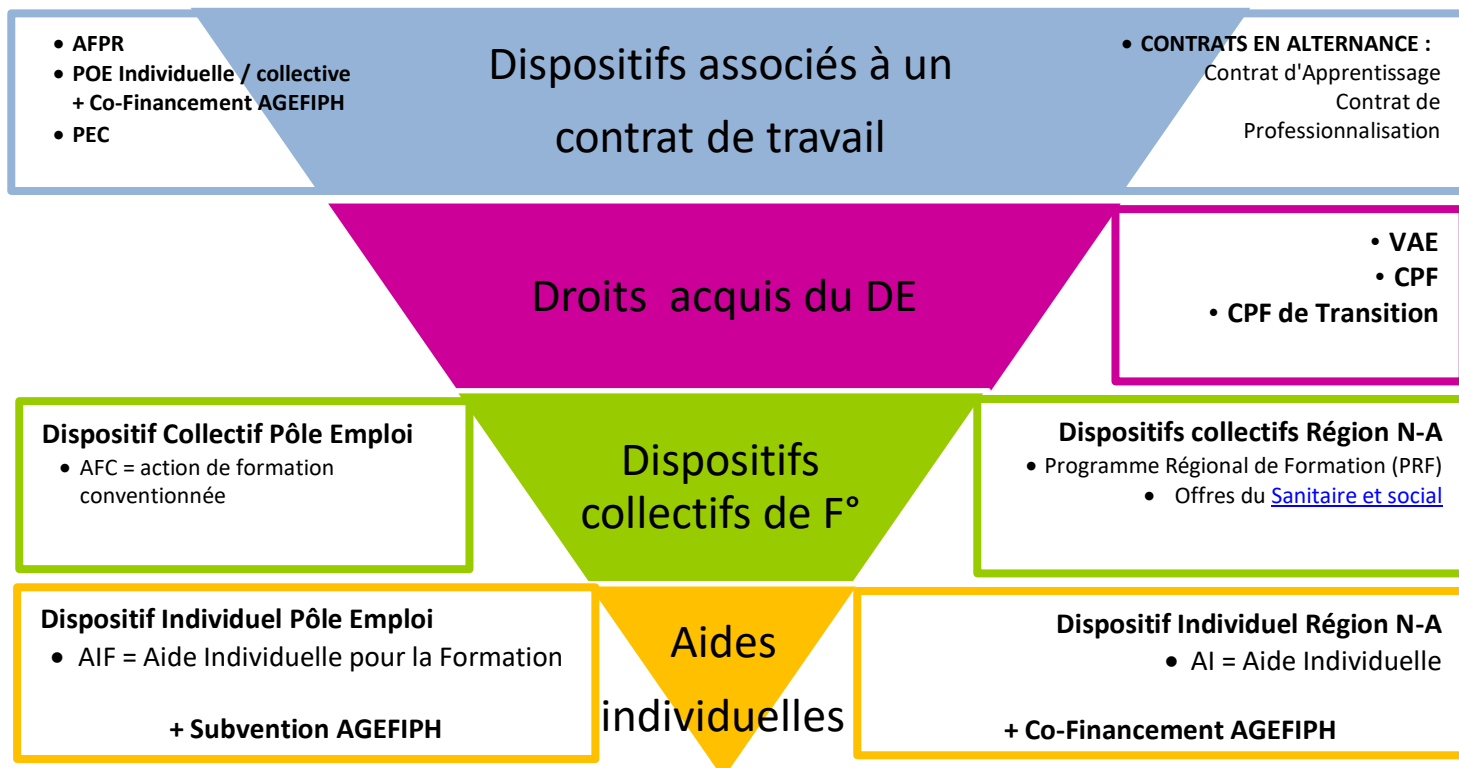 • AFPR
• POE Individuelle / collective
+ Co-Financement AGEFIPH
• PEC
Dispositifs associés à un
contrat de travail
• CONTRATS EN ALTERNANCE :
Contrat d'Apprentissage
Contrat de
Professionnalisation
Droits acquis du DE
• VAE
• CPF
• CPF de Transition
Dispositif Collectif Pôle Emploi
• AFC = action de formation
conventionnée
Dispositifs
collectifs de F°
Dispositifs collectifs Région N-A
• Programme Régional de Formation (PRF)
• Offres du Sanitaire et social
Dispositif Individuel Pôle Emploi
• AIF = Aide Individuelle pour la Formation
+ Subvention AGEFIPH
Aides
individuelles
Dispositif Individuel Région N-A
• AI = Aide Individuelle
+ Co-Financement AGEFIPH